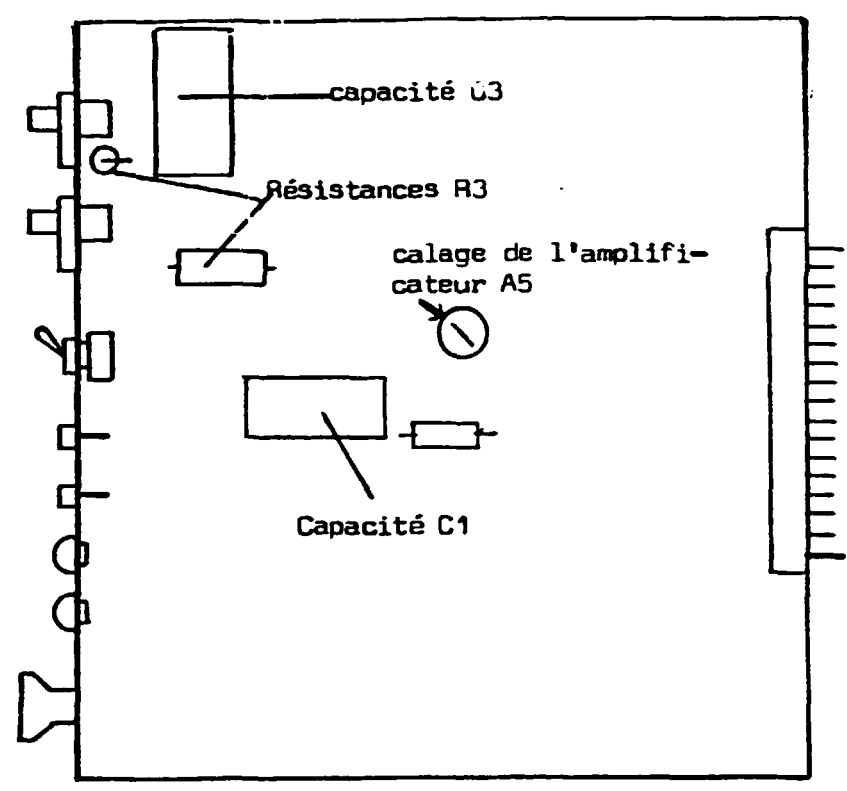 capacité C3
Résistances R3
calage de l'amplifi-
cateur A5
Capacité C1